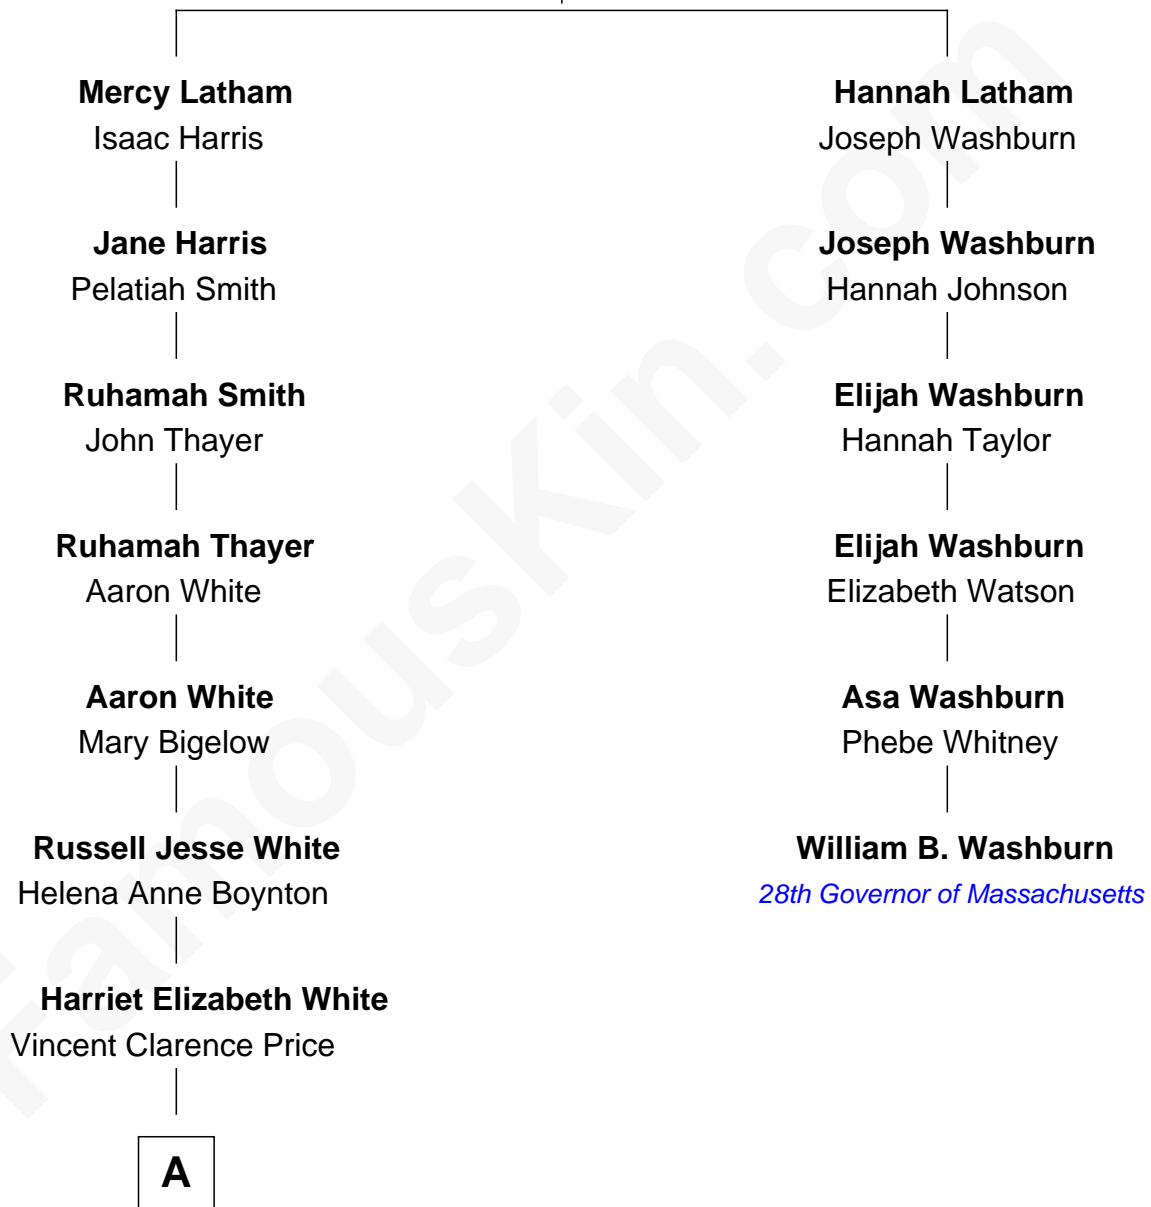 Mercy Latham
Isaac Harris
Hannah Latham
Joseph Washburn
Jane Harris
Pelatiah Smith
Joseph Washburn
Hannah Johnson
Ruhamah Smith
John Thayer
Elijah Washburn
Hannah Taylor
Ruhamah Thayer
Aaron White
Elijah Washburn
Elizabeth Watson
Aaron White
Mary Bigelow
Asa Washburn
Phebe Whitney
Russell Jesse White
Helena Anne Boynton
William B. Washburn
28th Governor of Massachusetts
Harriet Elizabeth White
Vincent Clarence Price
A
FamousKin.com